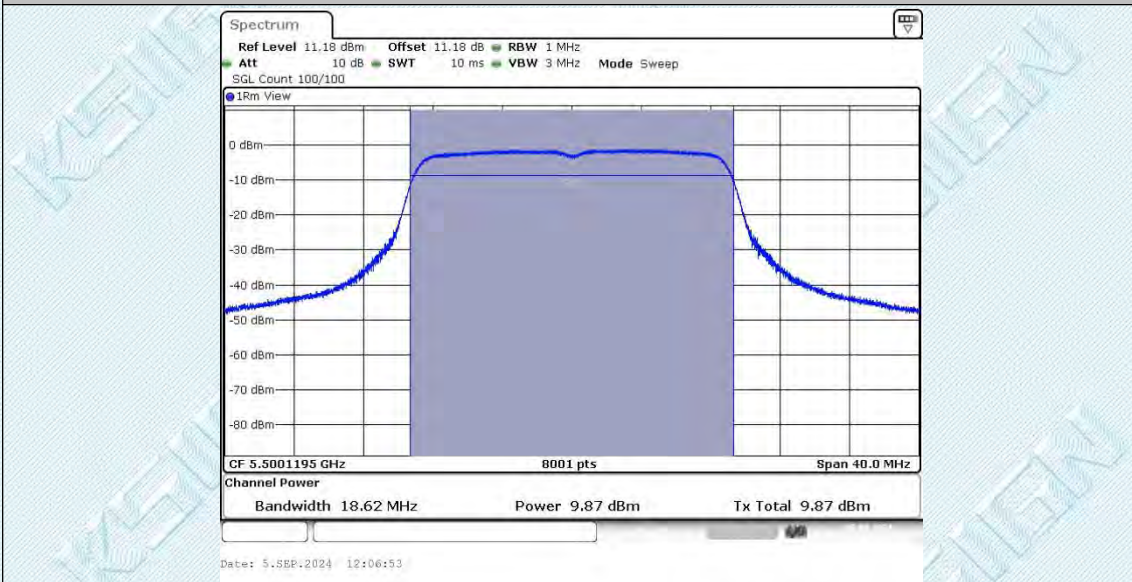 Spectrum
Ref Level 11.18 dBm Offset 11.18 dB RBW 1 MHz
Att 10 dB SWT 10 ms VBW 3 MHz Mode Sweep
SGL Count 100/100
1Rm View
0 dBm
-10 dBm
-20 dBm
-30 dBm
-40 dBm
-50 dBm
-60 dBm
-70 dBm
-80 dBm
CF 5.5001195 GHz 8001 pts Span 40.0 MHz
Channel Power
Bandwidth 18.62 MHz Power 9.87 dBm Tx Total 9.87 dBm
Date: 5.SEP.2024 12:06:53
KSIGN